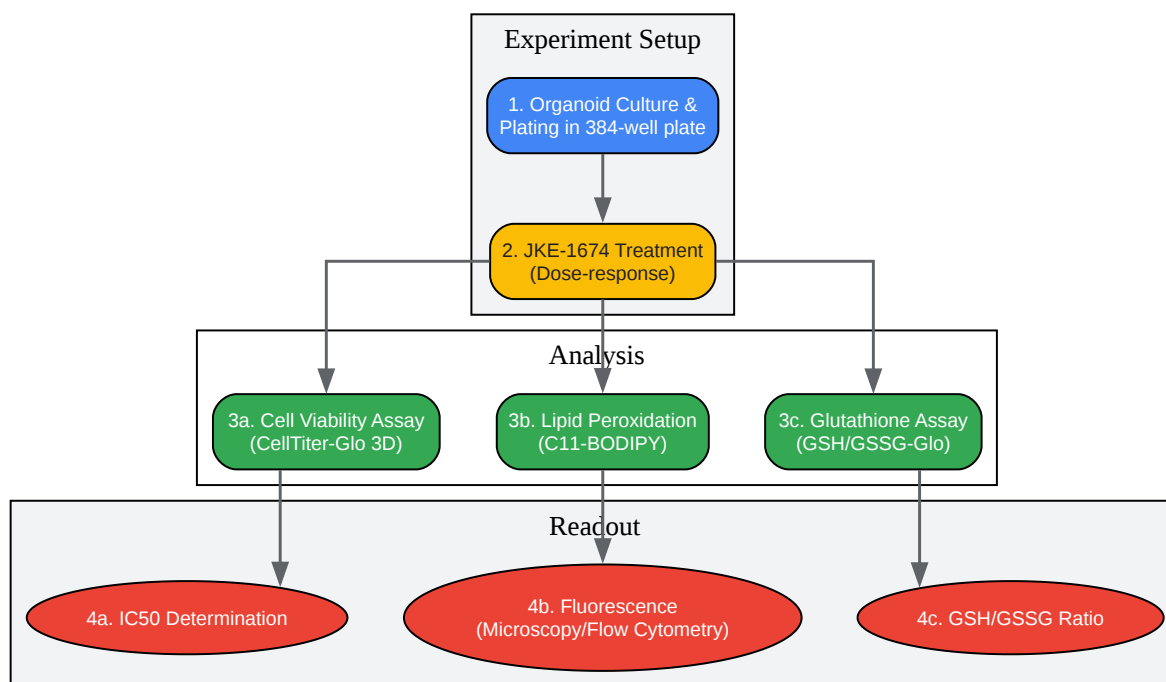 Experiment Setup
1. Organoid Culture &
Plating in 384-well plate
2. JKE-1674 Treatment
(Dose-response)
Analysis
3a. Cell Viability Assay
(CellTiter-Glo 3D)
3b. Lipid Peroxidation
(C11-BODIPY)
3c. Glutathione Assay
(GSH/GSSG-Glo)
Readout
4a. IC50 Determination
4b. Fluorescence
(Microscopy/Flow Cytometry)
4c. GSH/GSSG Ratio